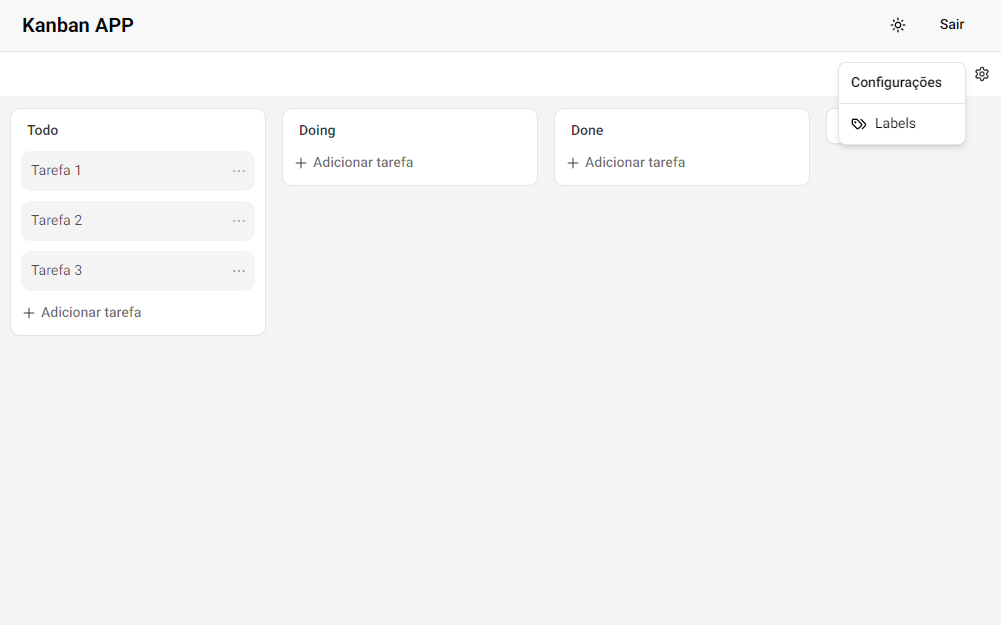 Kanban APP
Sair
Configurações
Labels
Todo
Tarefa 1
Tarefa 2
Tarefa 3
Adicionar tarefa
Doing
Adicionar tarefa
Done
Adicionar tarefa